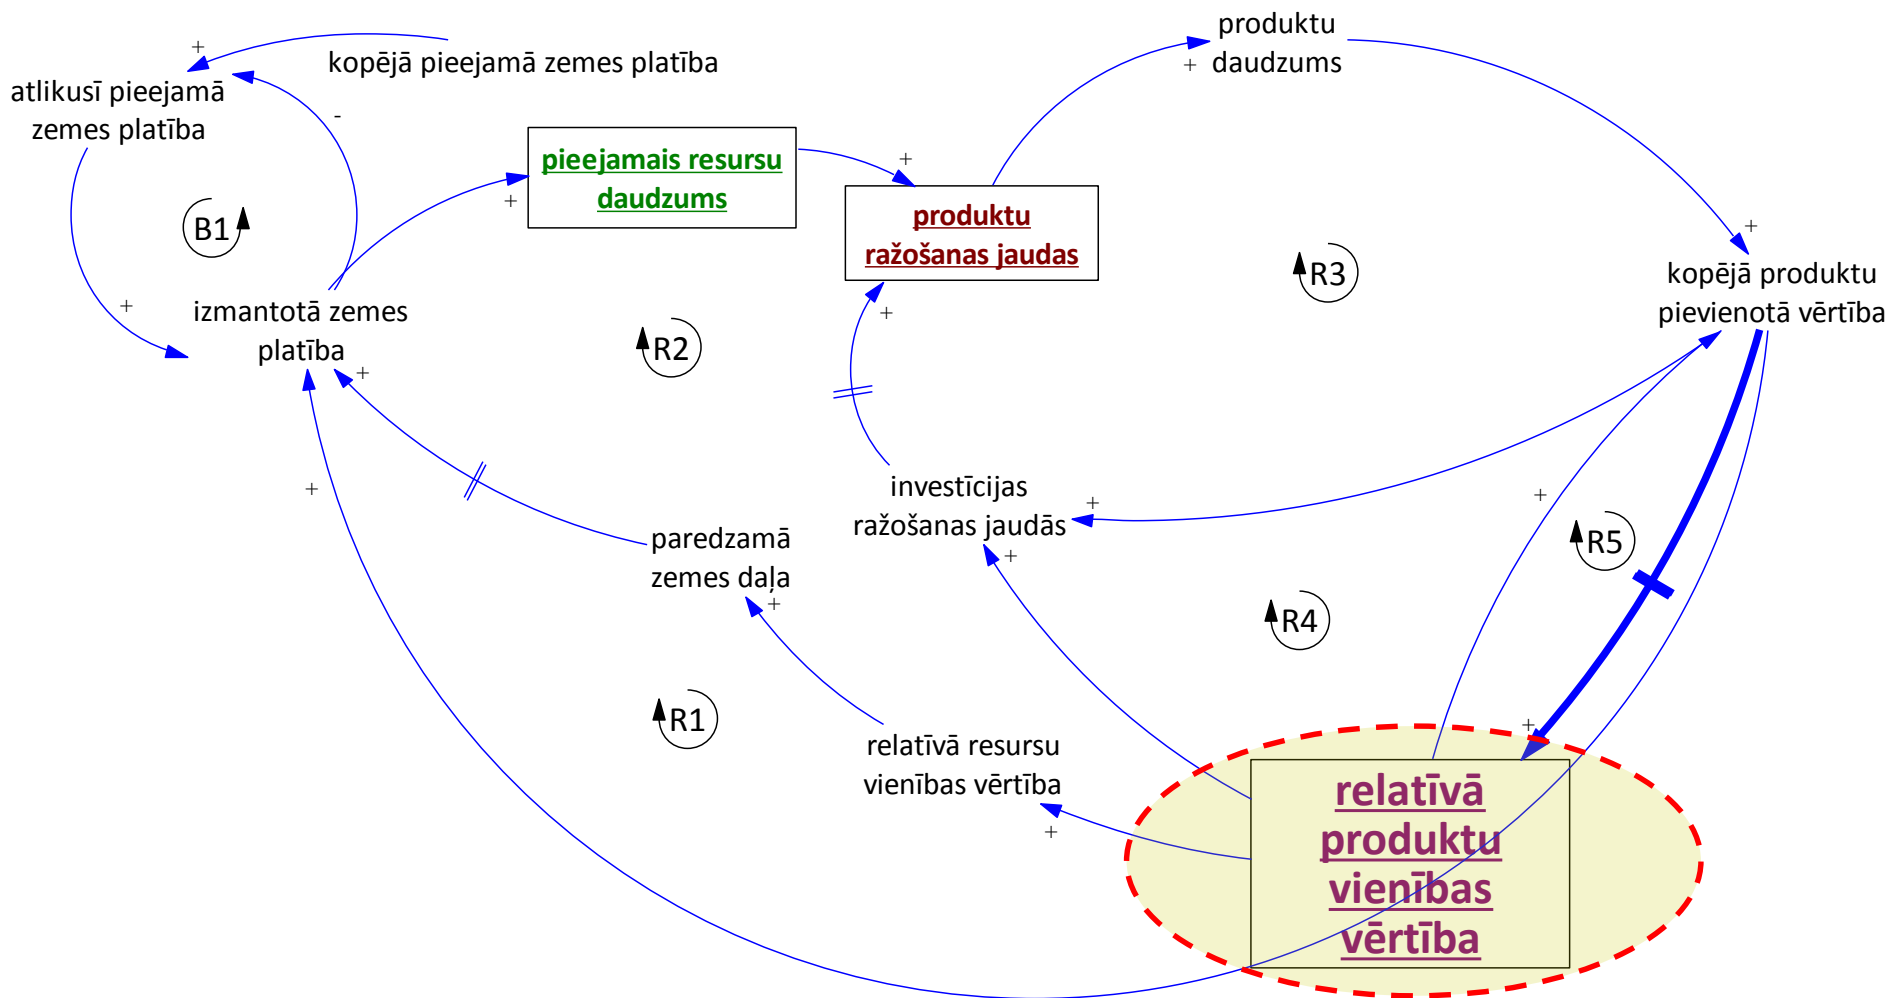 produktu
daudzums
+
+
kopējā pieejamā zemes platība
atlikusī pieejamā
zemes platība
-
pieejamais resursu
daudzums
+
+
produktu
ražošanas jaudas
B1
+
R3
kopējā produktu
pievienotā vērtība
+
izmantotā zemes
platība
+
R2
+
+
investīcijas
ražošanas jaudās
+
+
+
+
paredzamā
zemes daļa
+
R5
R4
R1
relatīvā resursu
vienības vērtība
+
+
relatīvā
produktu
vienības
vērtība